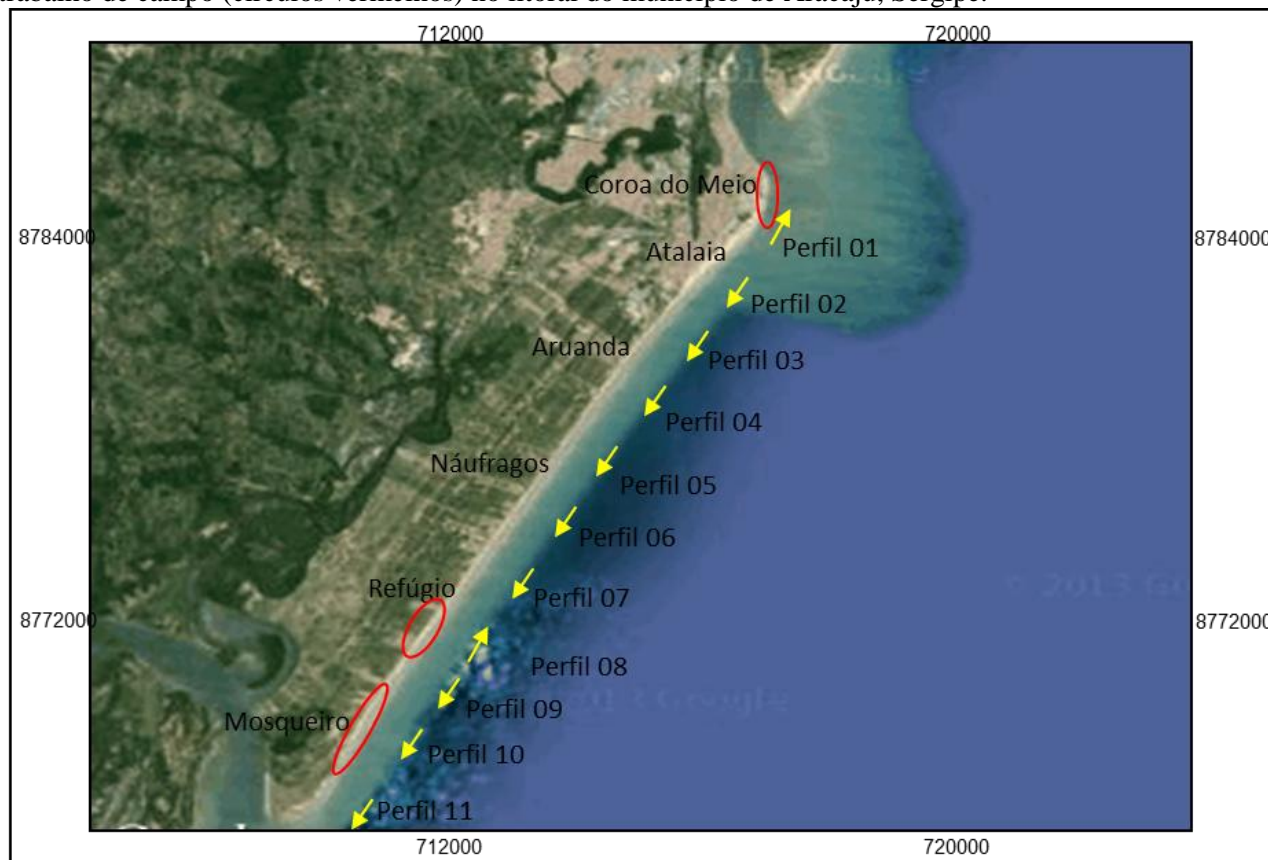 trabalho de campo (círculos vermelhos) no litoral do município de Aracaju, Sergipe.
712000 720000
Coroa do Meio
8784000 8784000
Perfil 01
Atalaia
Perfil 02
Aruanda
Perfil 03
Perfil 04
Náufragos
Perfil 05
Perfil 06
Refúgio
Perfil 07
8772000 8772000
Perfil 08
Perfil 09
Mosqueiro
Perfil 10
Perfil 11
712000 720000